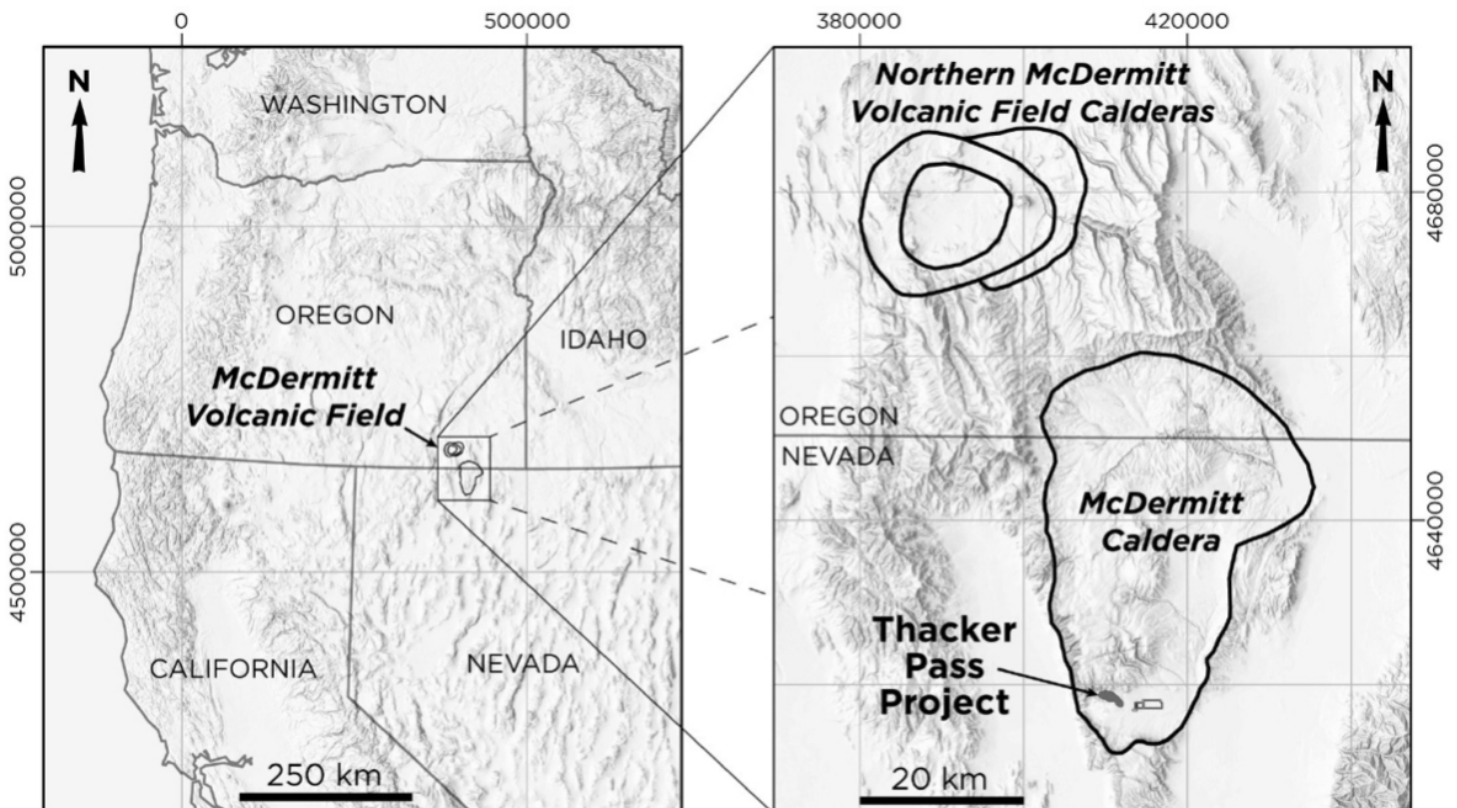 0
500000
N
WASHINGTON
5000000
OREGON
IDAHO
McDermitt
Volcanic Field
4500000
CALIFORNIA
NEVADA
250 km
380000
420000
Northern McDermitt
Volcanic Field Calderas
N
4680000
OREGON
NEVADA
McDermitt
Caldera
4640000
Thacker
Pass
Project
20 km